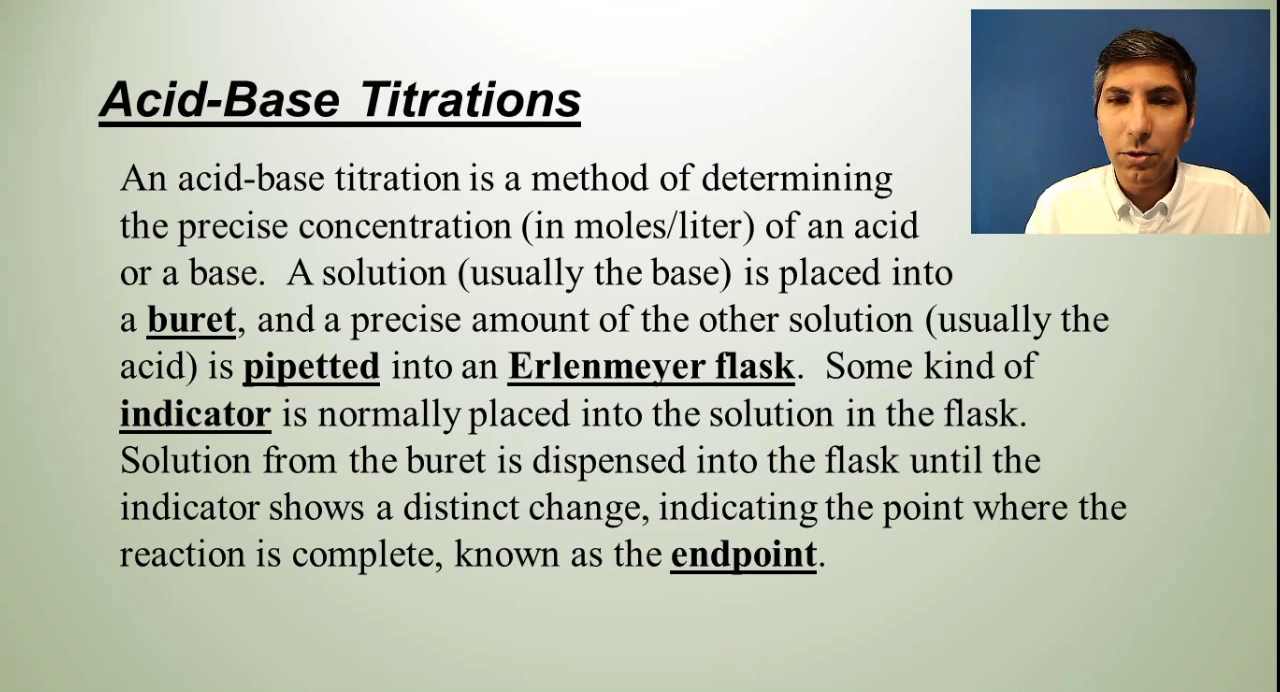 Acid-Base Titrations
An acid-base titration is a method of determining
the precise concentration (in moles/liter) of an acid
or a base.  A solution (usually the base) is placed into
a buret, and a precise amount of the other solution (usually the
acid) is pipetted into an Erlenmeyer flask.  Some kind of
indicator is normally placed into the solution in the flask.
Solution from the buret is dispensed into the flask until the
indicator shows a distinct change, indicating the point where the
reaction is complete, known as the endpoint.